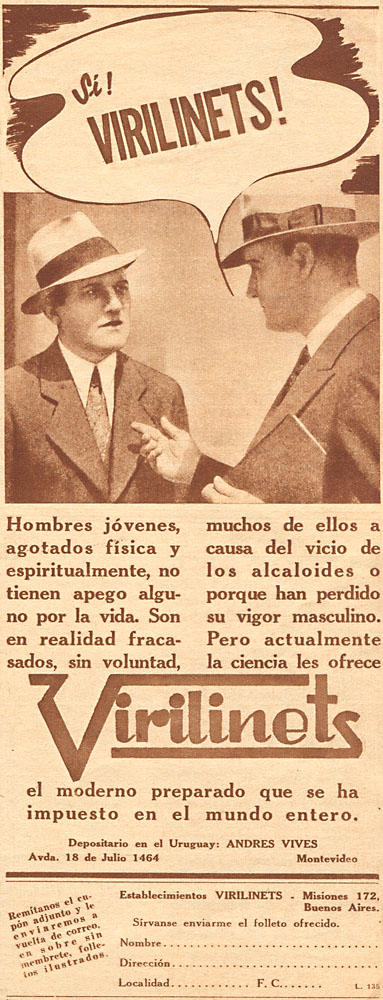 Sí!
VIRILINETS!
Hombres jóvenes,
agotados física y
espiritualmente, no
tienen apego algu-
no por la vida. Son
en realidad fraca-
sados, sin voluntad,
muchos de ellos a
causa del vicio de
los alcaloides o
porque han perdido
su vigor masculino.
Pero actualmente
la ciencia les ofrece
Virilinets
el moderno preparado que se ha
impuesto en el mundo entero.
Depositario en el Uruguay: ANDRES VIVES
Avda. 18 de Julio 1464 Montevideo
Remítanos el cu-
pón adjunto y le
enviaremos a
vuelta de correo,
en sobre sin
membrete, folle-
tos ilustrados.
Establecimientos VIRILINETS - Misiones 172,
Buenos Aires.
Sírvanse enviarme el folleto ofrecido.
Nombre
Dirección
Localidad F. C.
L. 135